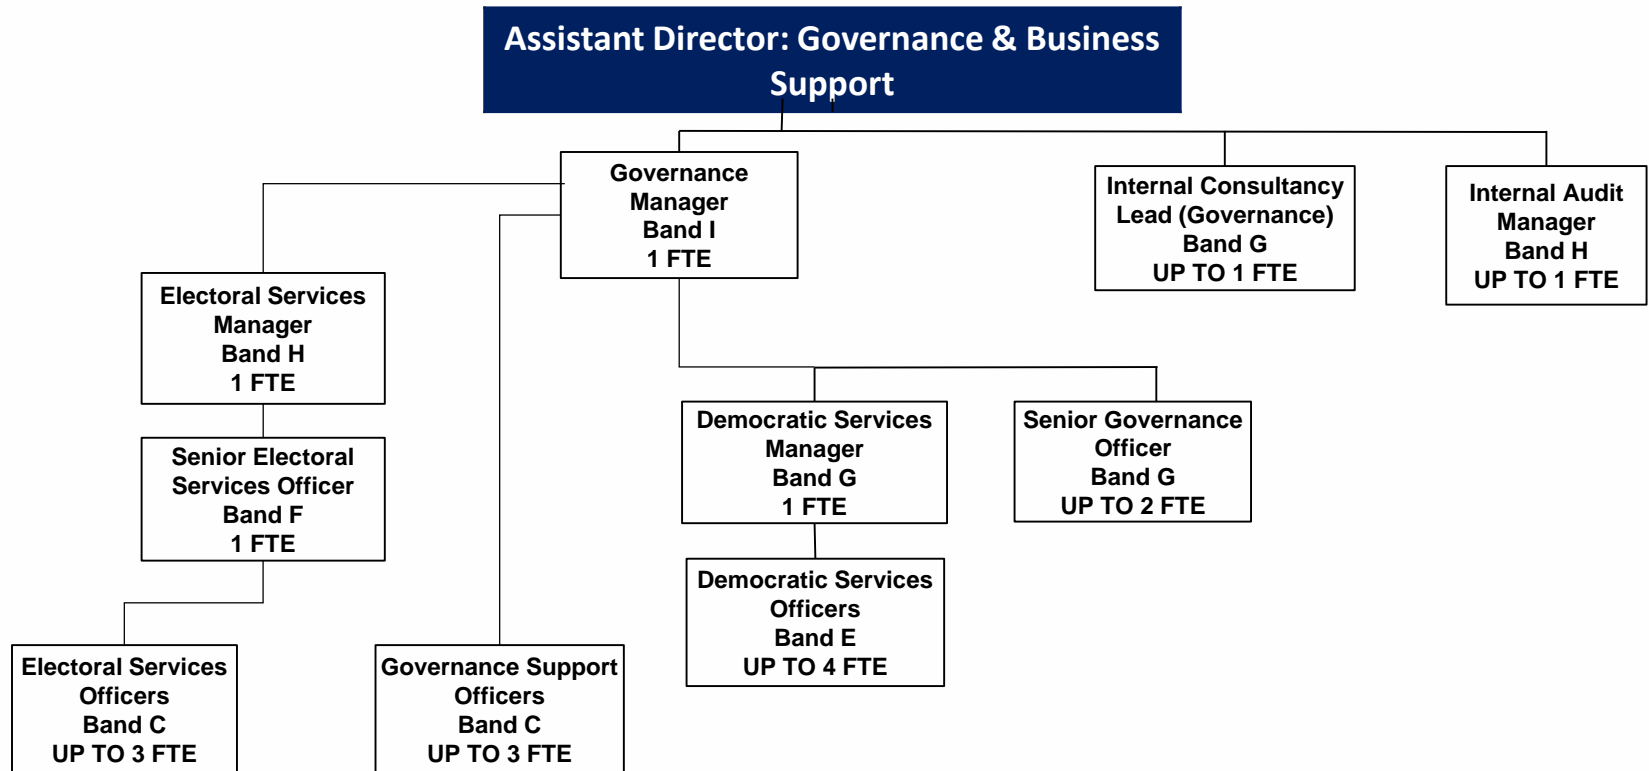 Assistant Director: Governance & Business
Support
Governance
Manager
Band I
1 FTE
Internal Consultancy
Lead (Governance)
Band G
UP TO 1 FTE
Internal Audit
Manager
Band H
UP TO 1 FTE
Electoral Services
Manager
Band H
1 FTE
Senior Electoral
Services Officer
Band F
1 FTE
Democratic Services
Manager
Band G
1 FTE
Senior Governance
Officer
Band G
UP TO 2 FTE
Democratic Services
Officers
Band E
UP TO 4 FTE
Electoral Services
Officers
Band C
UP TO 3 FTE
Governance Support
Officers
Band C
UP TO 3 FTE